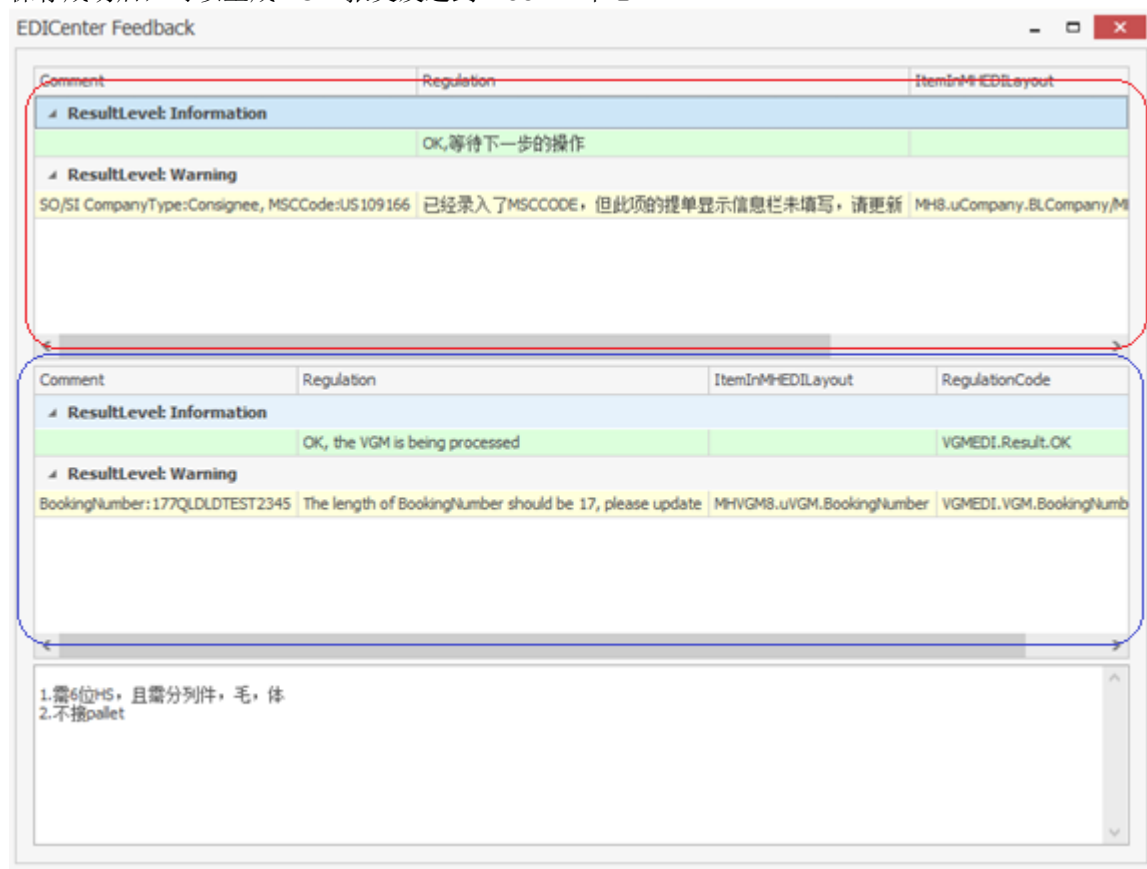 EDICenter Feedback
Comment Regulation ItemInMHEDILayout
ResultLevel: Information
OK,等待下一步的操作
ResultLevel: Warning
SO/SI CompanyType:Consignee, MSCCode:US109166 已经录入了MSCCODE，但此项的提单显示信息栏未填写，请更新 MH8.uCompany.BLCompany/MH
Comment Regulation ItemInMHEDILayout RegulationCode
ResultLevel: Information
OK, the VGM is being processed VGMEDI.Result.OK
ResultLevel: Warning
BookingNumber:177QLDLDTEST2345 The length of BookingNumber should be 17, please update MHVGM8.uVGM.BookingNumber VGMEDI.VGM.BookingNumb
1.需6位HS，且需分列件，毛，体
2.不接pallet